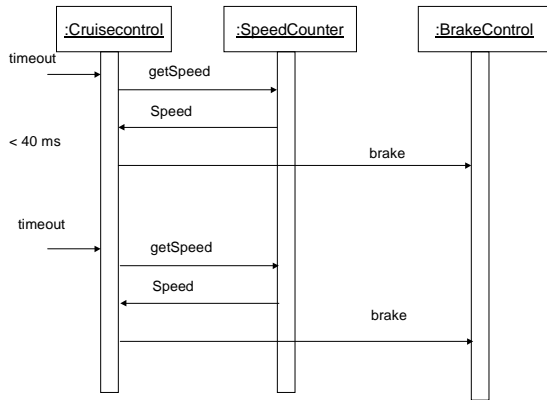 :Cruisecontrol
:SpeedCounter
:BrakeControl
timeout
getSpeed
Speed
< 40 ms
brake
timeout
getSpeed
Speed
brake